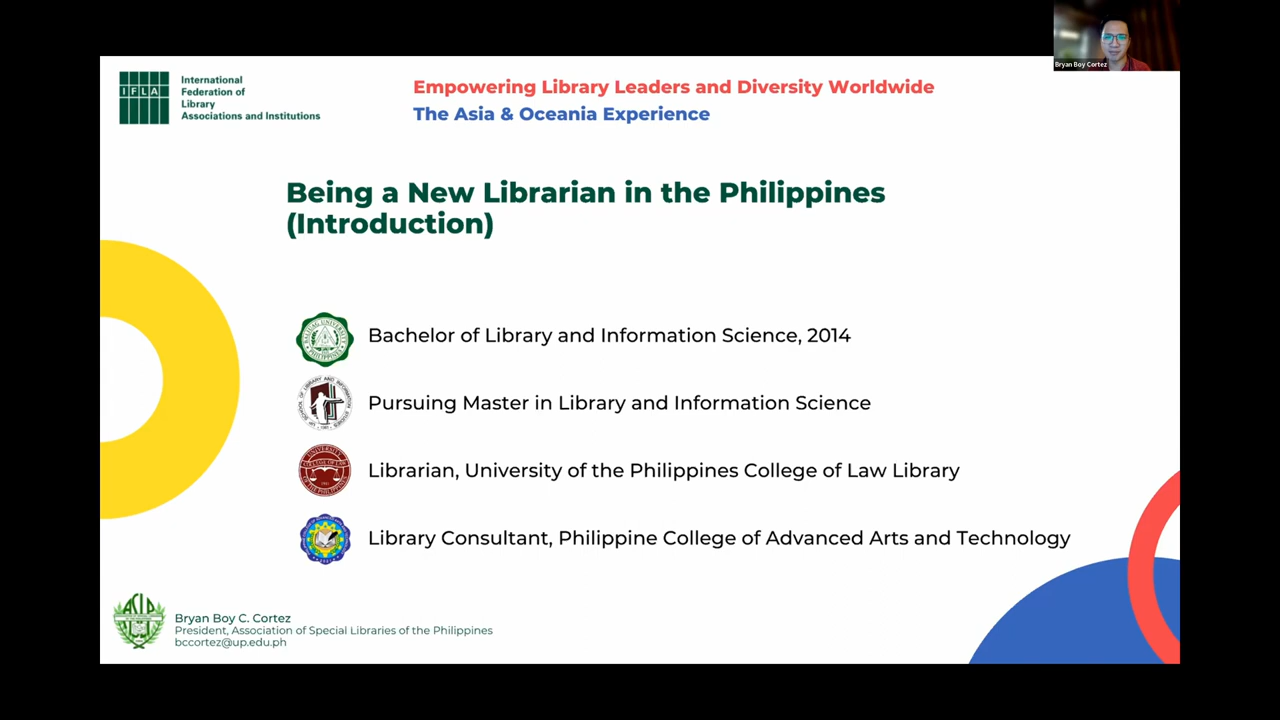 Bryan Boy Cortez
IFLA
International
Federation of
Library
Associations and Institutions
Empowering Library Leaders and Diversity Worldwide
The Asia & Oceania Experience
Being a New Librarian in the Philippines
(Introduction)
Bachelor of Library and Information Science, 2014
Pursuing Master in Library and Information Science
Librarian, University of the Philippines College of Law Library
Library Consultant, Philippine College of Advanced Arts and Technology
ASLP
Bryan Boy C. Cortez
President, Association of Special Libraries of the Philippines
bccortez@up.edu.ph